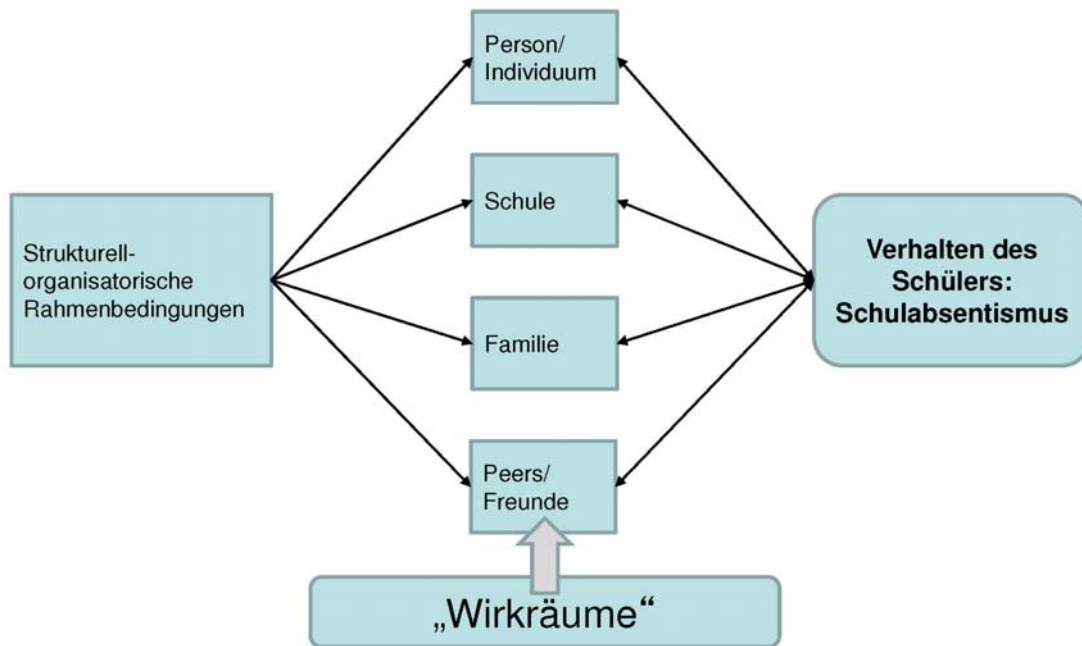 Person/
Individuum
Schule
Strukturell-
organisatorische
Rahmenbedingungen
Verhalten des
Schülers:
Schulabsentismus
Familie
Peers/
Freunde
„Wirkräume“